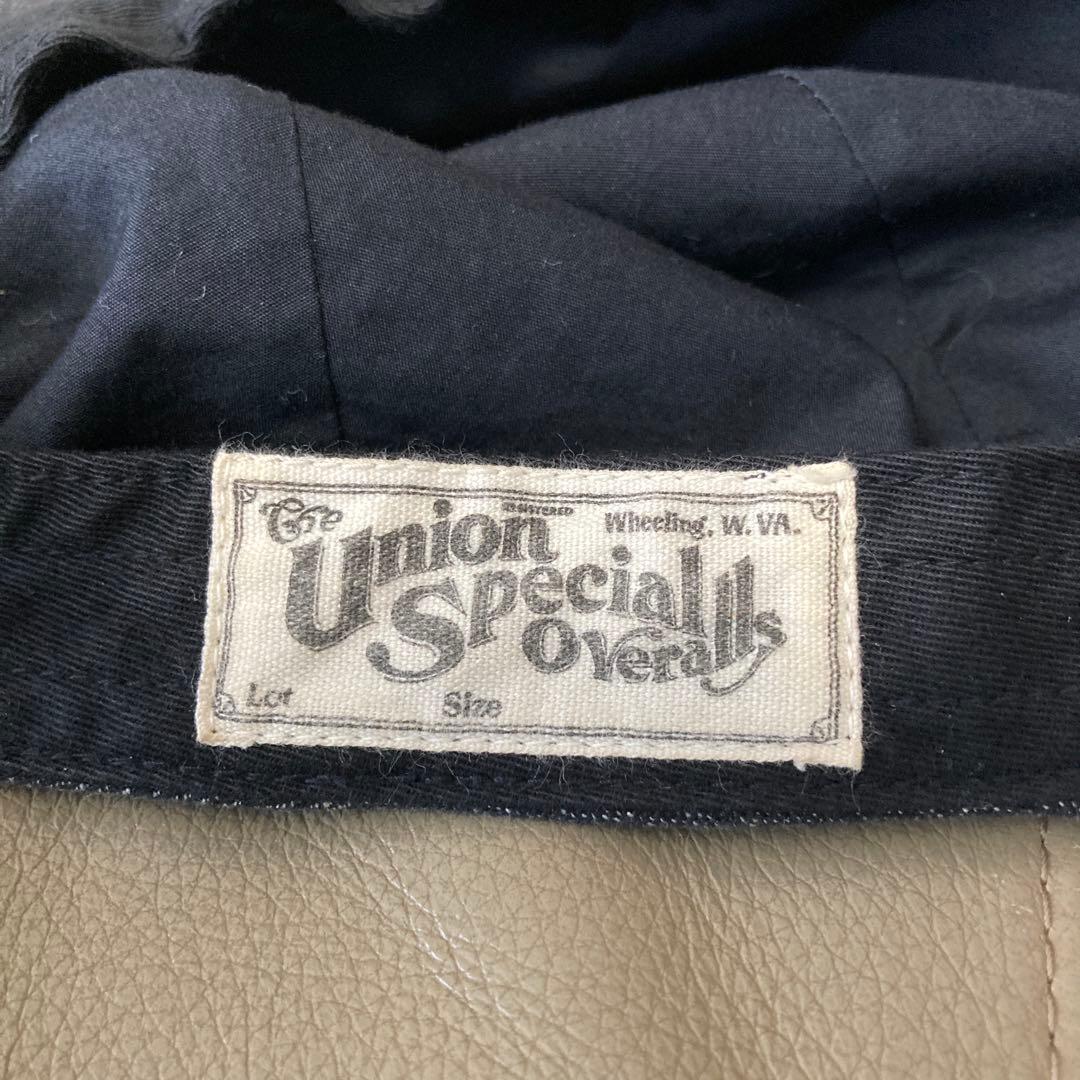 The Union REGISTERED Wheeling, W. VA.
Special
Overalls
Lot Size